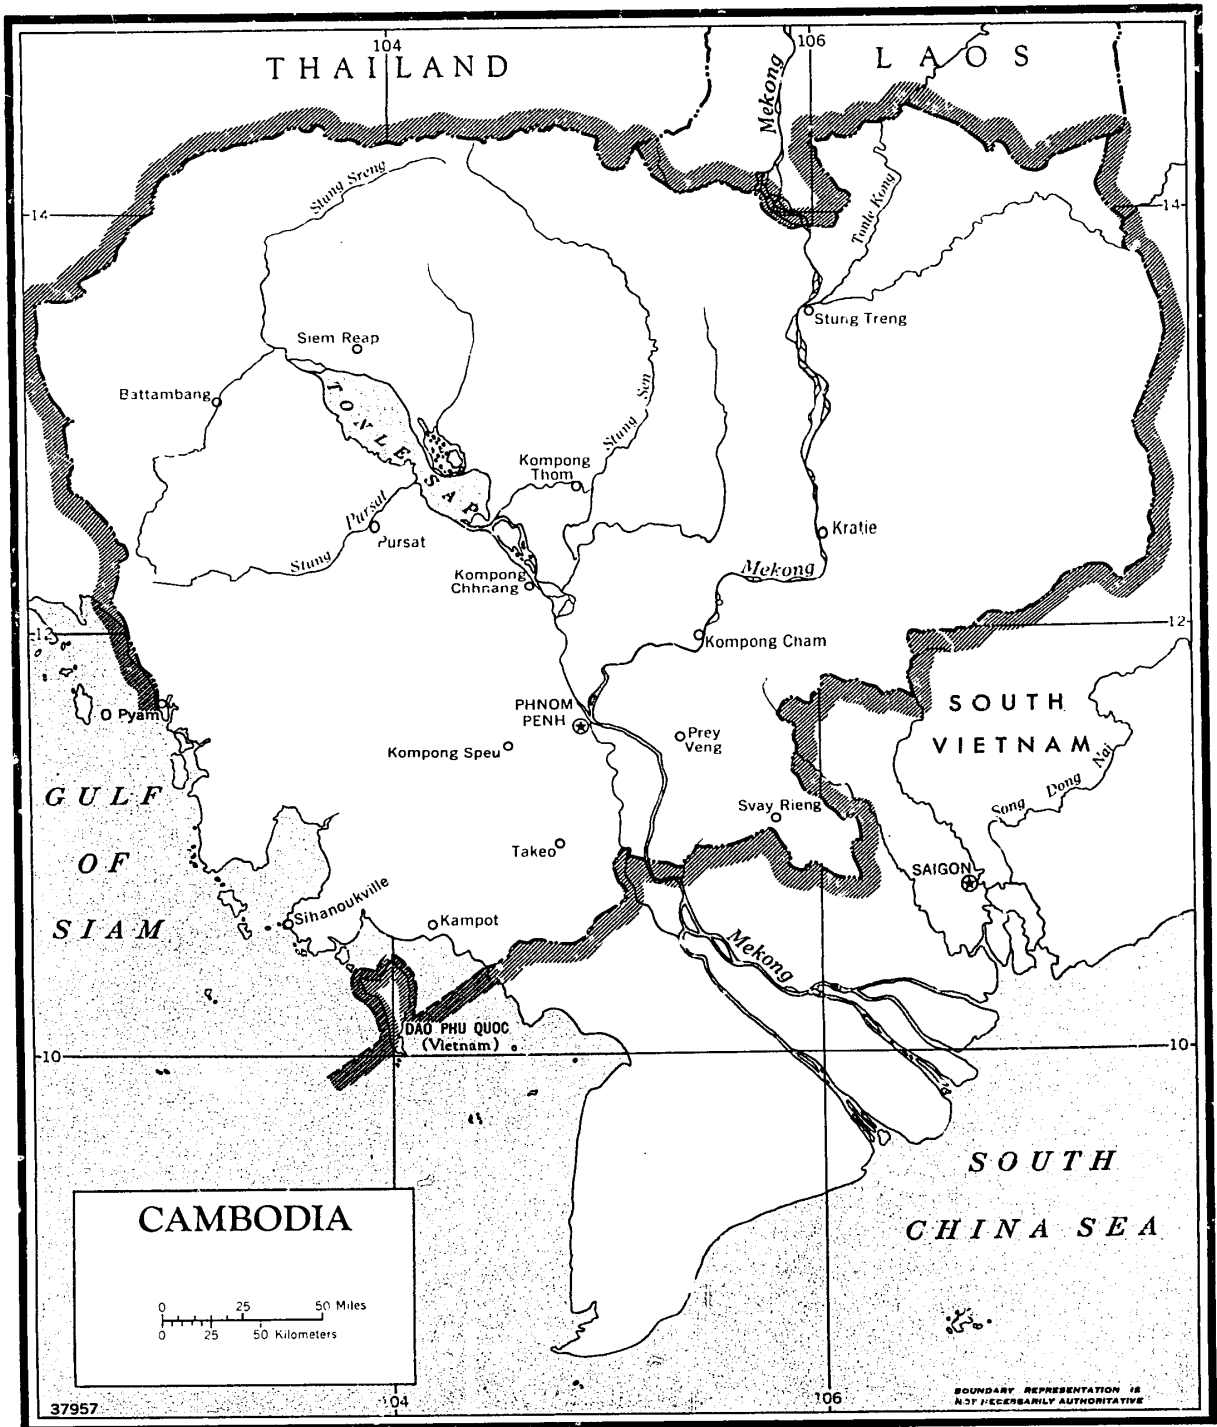 104
106
THAILAND
LAOS
Mekong
Stung Sreng
14
14
Tonle Kong
Stung Treng
Siem Reap
Battambang
TONLE SAP
Stung Sen
Kompong
Thom
Stung Pursat
Pursat
Kratie
Mekong
Kompong
Chhnang
12
12
Kompong Cham
SOUTH
VIETNAM
PHNOM
PENH
O Pyam
Prey
Veng
Kompong Speu
Song Dong Nai
GULF
OF
SIAM
Svay Rieng
Takeo
SAIGON
Sihanoukville
Kampot
Mekong
DAO PHU QUOC
(Vietnam)
10
10
SOUTH
CHINA SEA
CAMBODIA
0 25 50 Miles
0 25 50 Kilometers
37957
104
106
BOUNDARY REPRESENTATION IS
NOT NECESSARILY AUTHORITATIVE